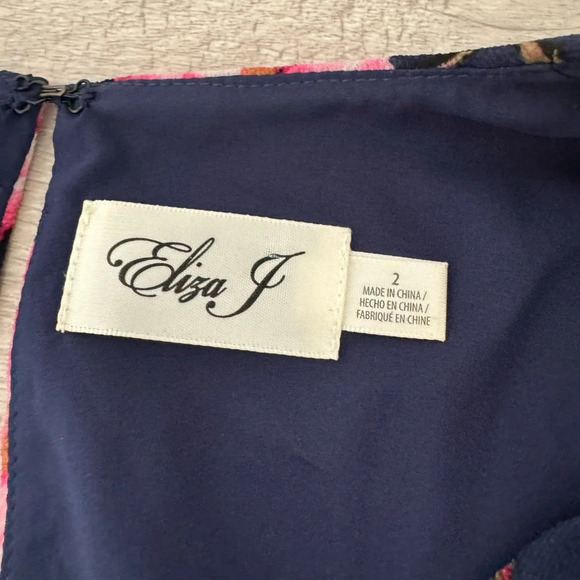 Eliza J
2
MADE IN CHINA /
HECHO EN CHINA /
FABRIQUÉ EN CHINE